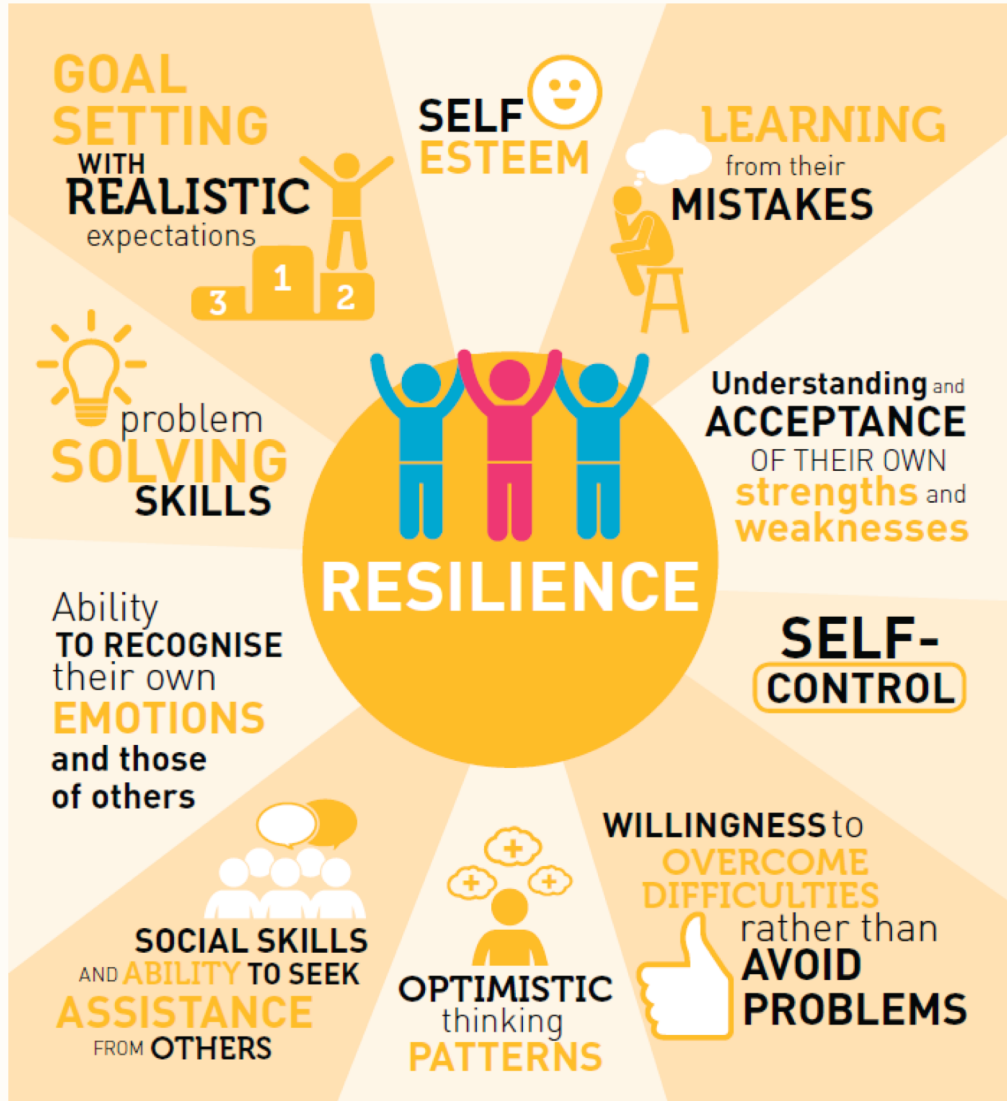 GOAL
SETTING
WITH
REALISTIC
expectations
3 1 2
SELF
ESTEEM
LEARNING
from their
MISTAKES
problem
SOLVING
SKILLS
Understanding and
ACCEPTANCE
OF THEIR OWN
strengths and
weaknesses
RESILIENCE
Ability
TO RECOGNISE
their own
EMOTIONS
and those
of others
SELF-
CONTROL
SOCIAL SKILLS
AND ABILITY TO SEEK
ASSISTANCE
FROM OTHERS
OPTIMISTIC
thinking
PATTERNS
WILLINGNESS to
OVERCOME
DIFFICULTIES
rather than
AVOID
PROBLEMS